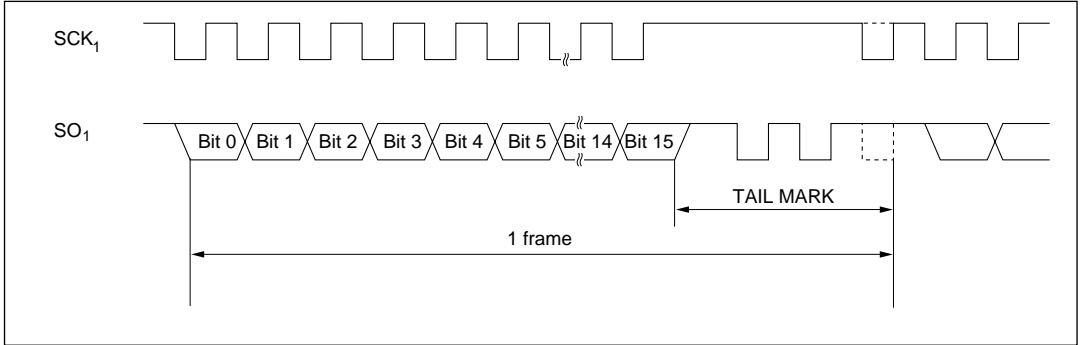 SCK1
SO1
Bit 0 Bit 1 Bit 2 Bit 3 Bit 4 Bit 5 Bit 14 Bit 15
TAIL MARK
1 frame